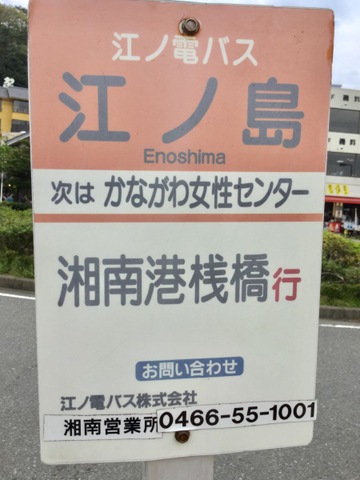 江ノ電バス
江ノ島
Enoshima
次は かながわ女性センター
湘南港桟橋行
お問い合わせ
江ノ電バス株式会社
湘南営業所 0466-55-1001